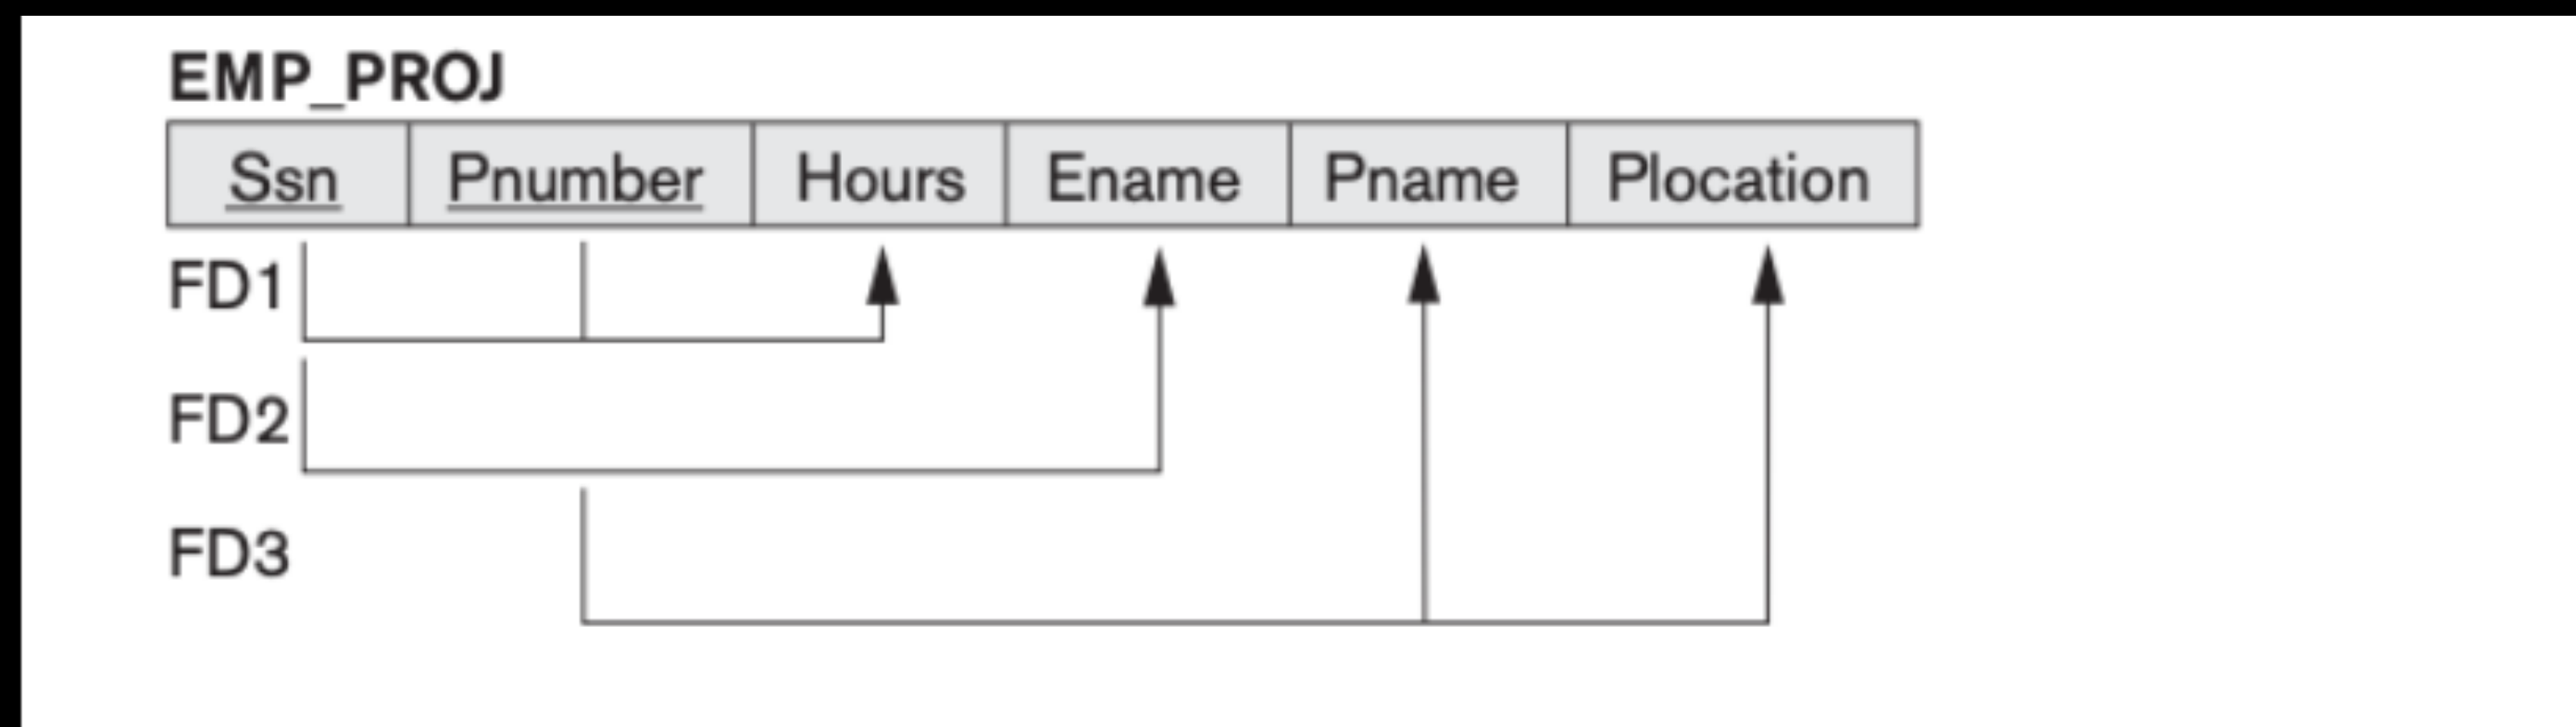 EMP_PROJ
Ssn Pnumber Hours Ename Pname Plocation
FD1
FD2
FD3